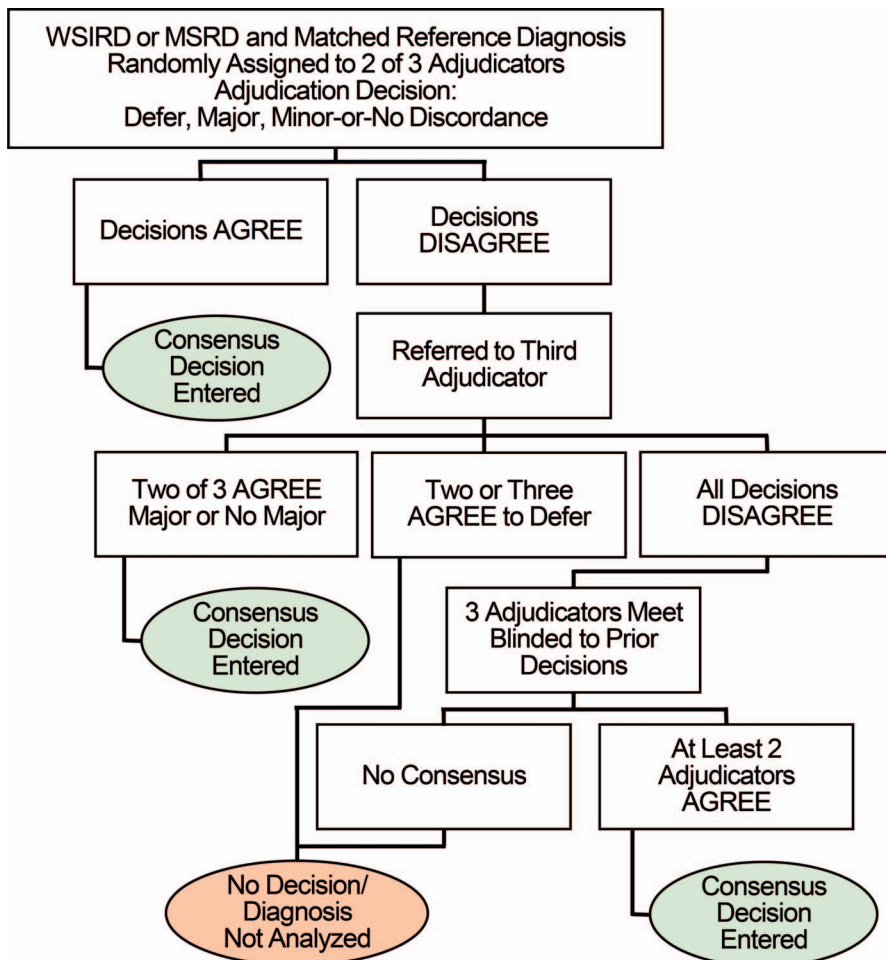 WSIRD or MSRD and Matched Reference Diagnosis
Randomly Assigned to 2 of 3 Adjudicators
Adjudication Decision:
Defer, Major, Minor-or-No Discordance
Decisions AGREE
Decisions
DISAGREE
Consensus
Decision
Entered
Referred to Third
Adjudicator
Two of 3 AGREE
Major or No Major
Two or Three
AGREE to Defer
All Decisions
DISAGREE
Consensus
Decision
Entered
3 Adjudicators Meet
Blinded to Prior
Decisions
No Consensus
At Least 2
Adjudicators
AGREE
No Decision/
Diagnosis
Not Analyzed
Consensus
Decision
Entered